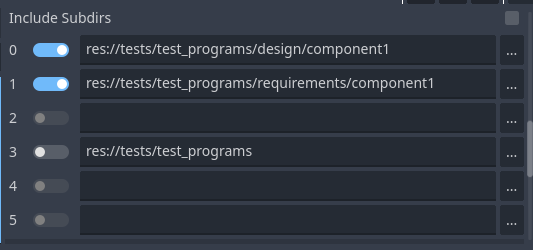 Include Subdirs
0 res://tests/test_programs/design/component1 ...
1 res://tests/test_programs/requirements/component1 ...
2 ...
3 res://tests/test_programs ...
4 ...
5 ...